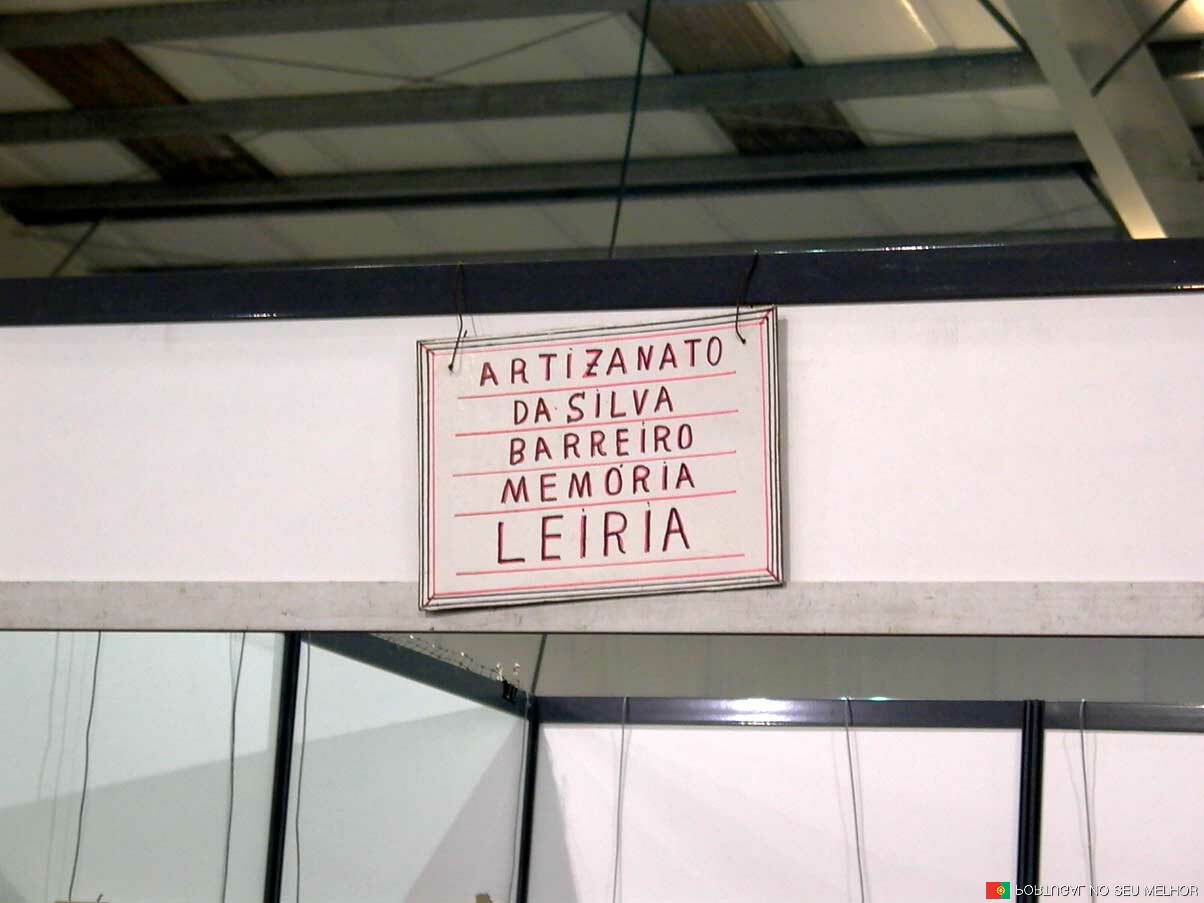 ARTIZANATO
DA SILVA
BARREIRO
MEMÓRIA
LEIRIA
PORTUGAL NO SEU MELHOR